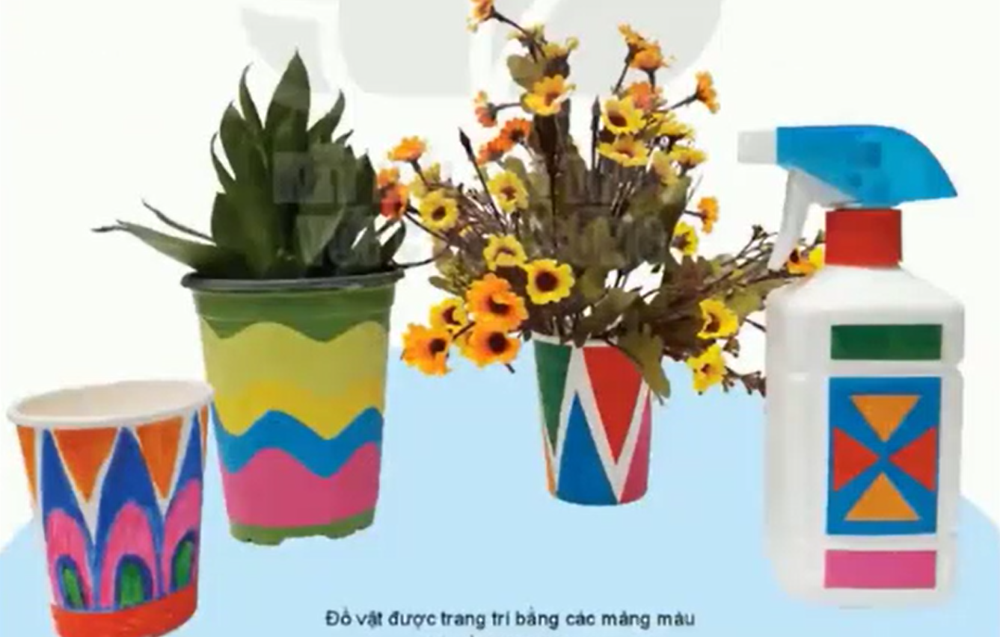 Đồ vật được trang trí bằng các mảng màu